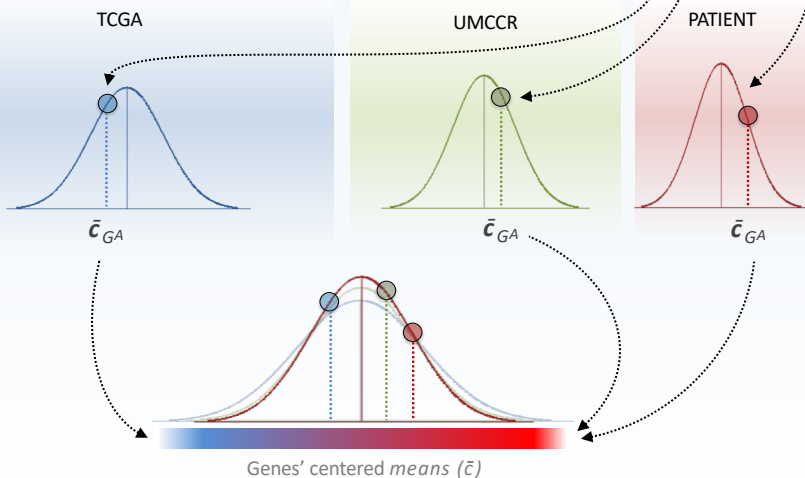 TCGA UMCCR PATIENT
c̄ GA c̄ GA c̄ GA
Genes' centered means (c̄)